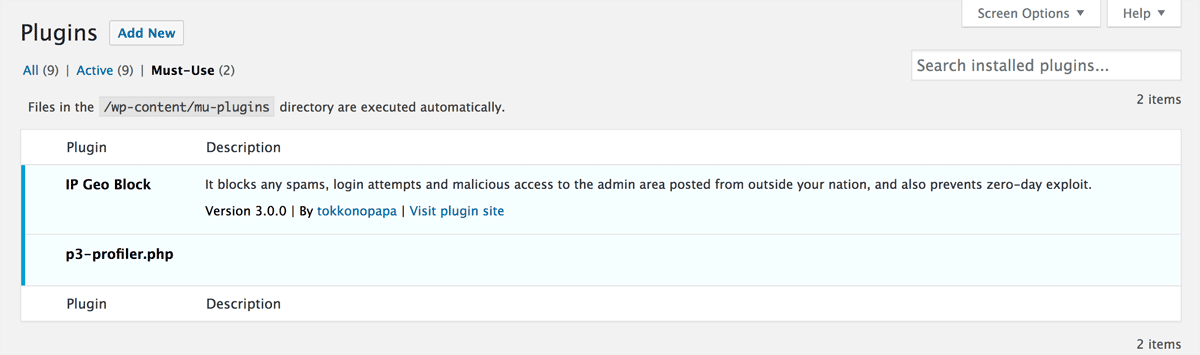 Screen Options ▼ Help ▼
Plugins Add New
All (9) | Active (9) | Must-Use (2)
Search installed plugins...
Files in the /wp-content/mu-plugins directory are executed automatically.
2 items
Plugin Description
IP Geo Block It blocks any spams, login attempts and malicious access to the admin area posted from outside your nation, and also prevents zero-day exploit.
Version 3.0.0 | By tokkonopapa | Visit plugin site
p3-profiler.php
Plugin Description
2 items